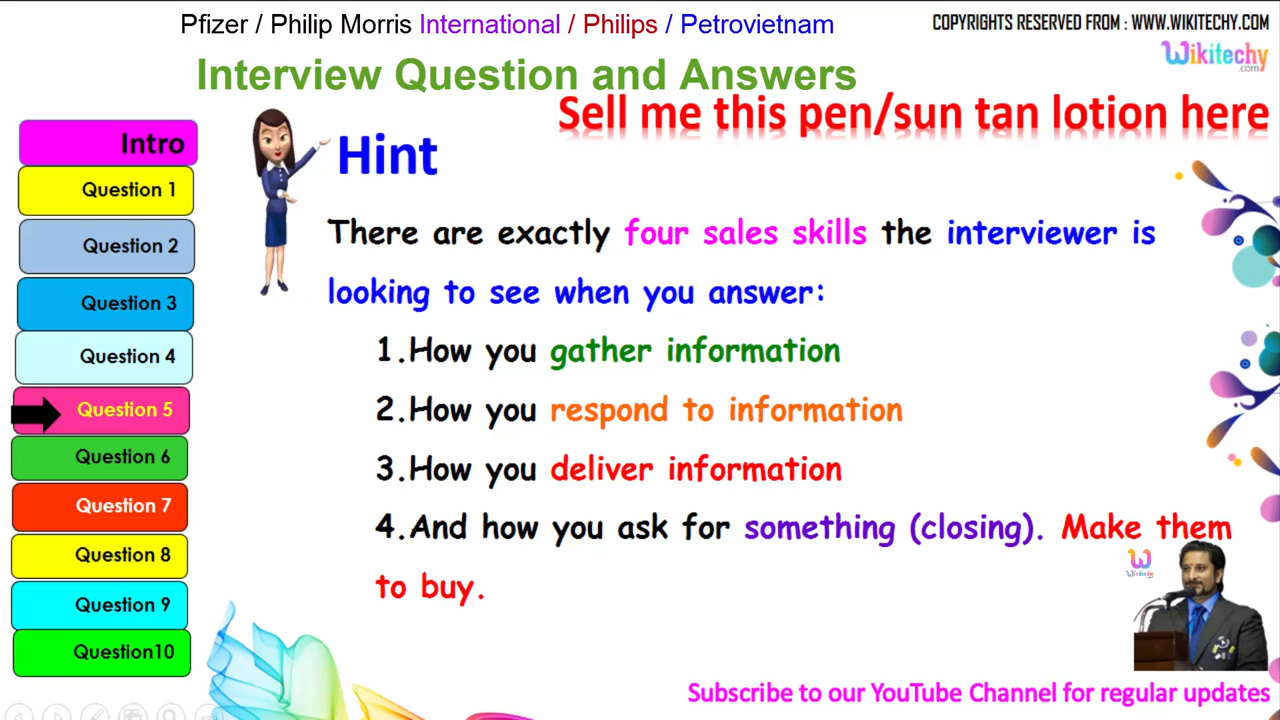 Pfizer / Philip Morris International / Philips / Petrovietnam
COPYRIGHTS RESERVED FROM : WWW.WIKITECHY.COM
Interview Question and Answers
Wikitechy
.com
Sell me this pen/sun tan lotion here
Intro
Question 1
Question 2
Question 3
Question 4
Question 5
Question 6
Question 7
Question 8
Question 9
Question10
Hint
There are exactly four sales skills the interviewer is
looking to see when you answer:
1.How you gather information
2.How you respond to information
3.How you deliver information
4.And how you ask for something (closing). Make them
to buy.
Wikitechy
Subscribe to our YouTube Channel for regular updates